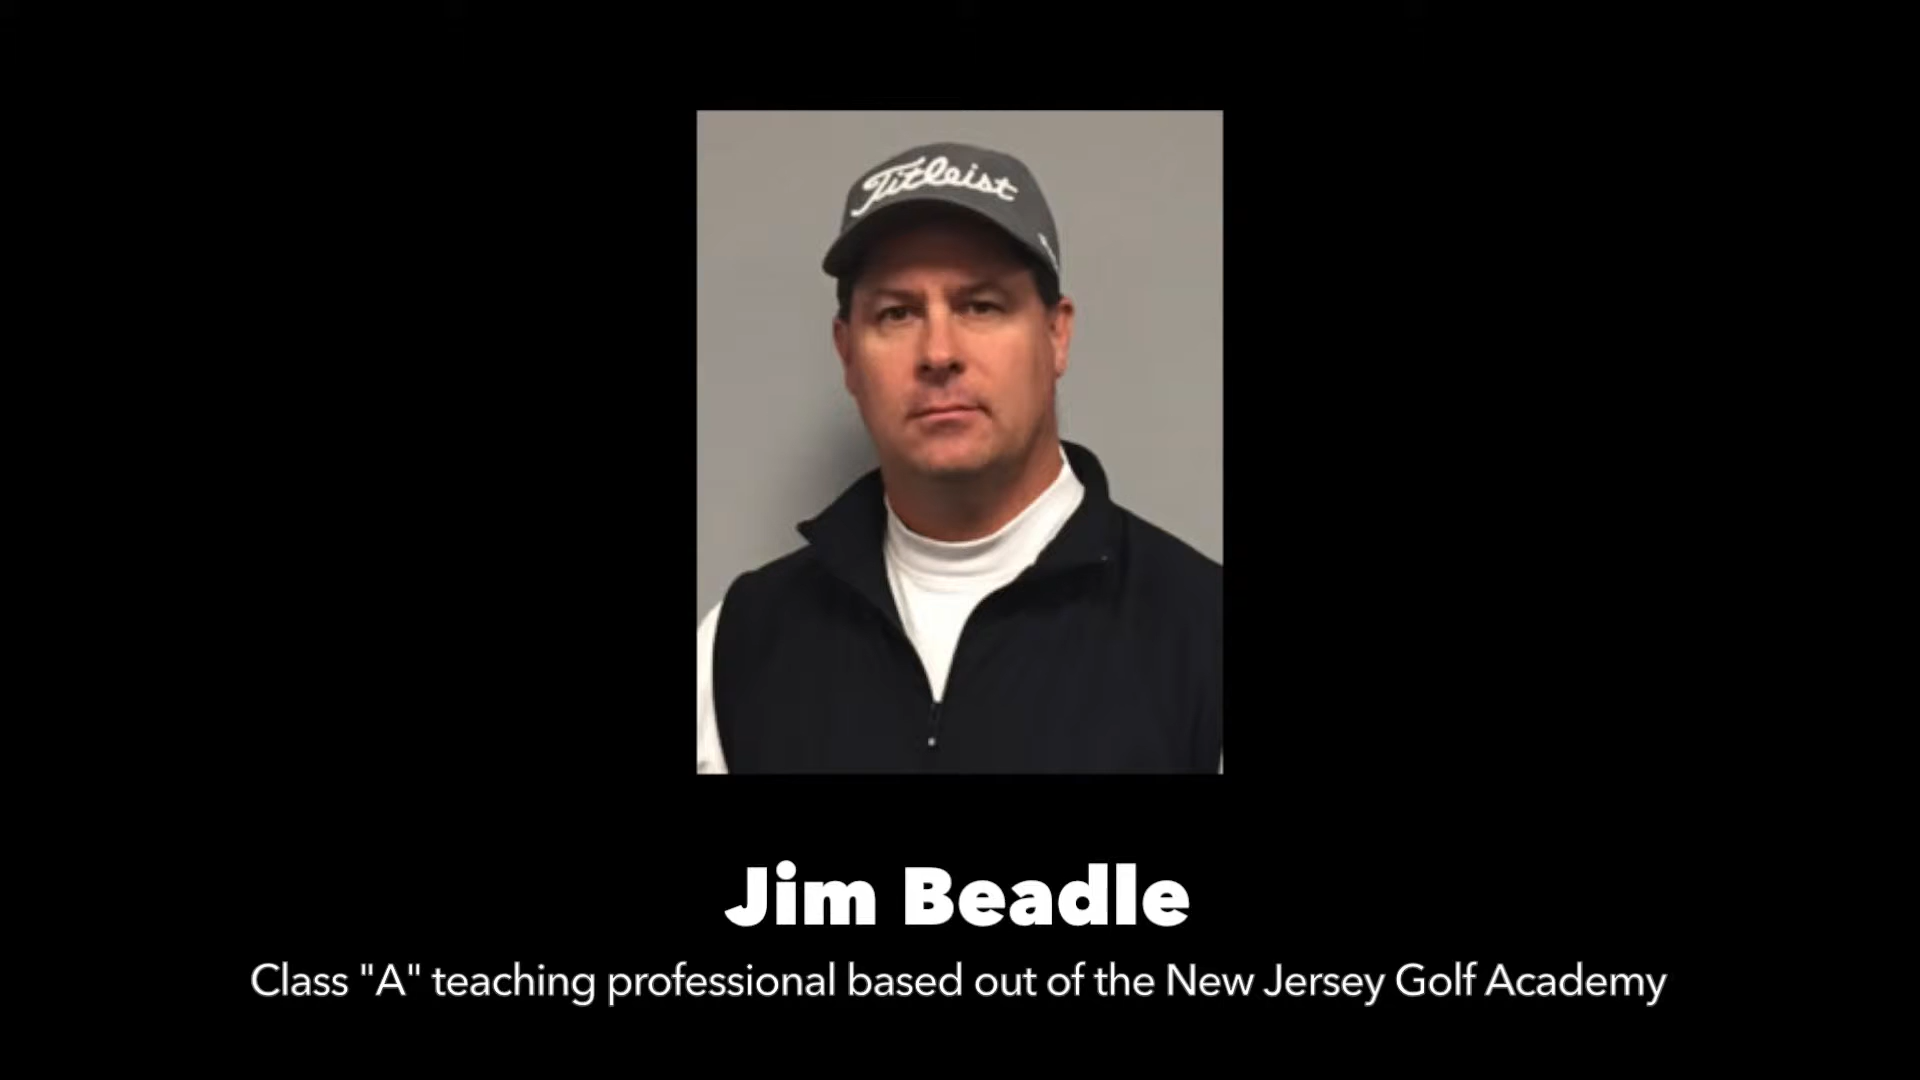 Titleist
Jim Beadle
Class "A" teaching professional based out of the New Jersey Golf Academy